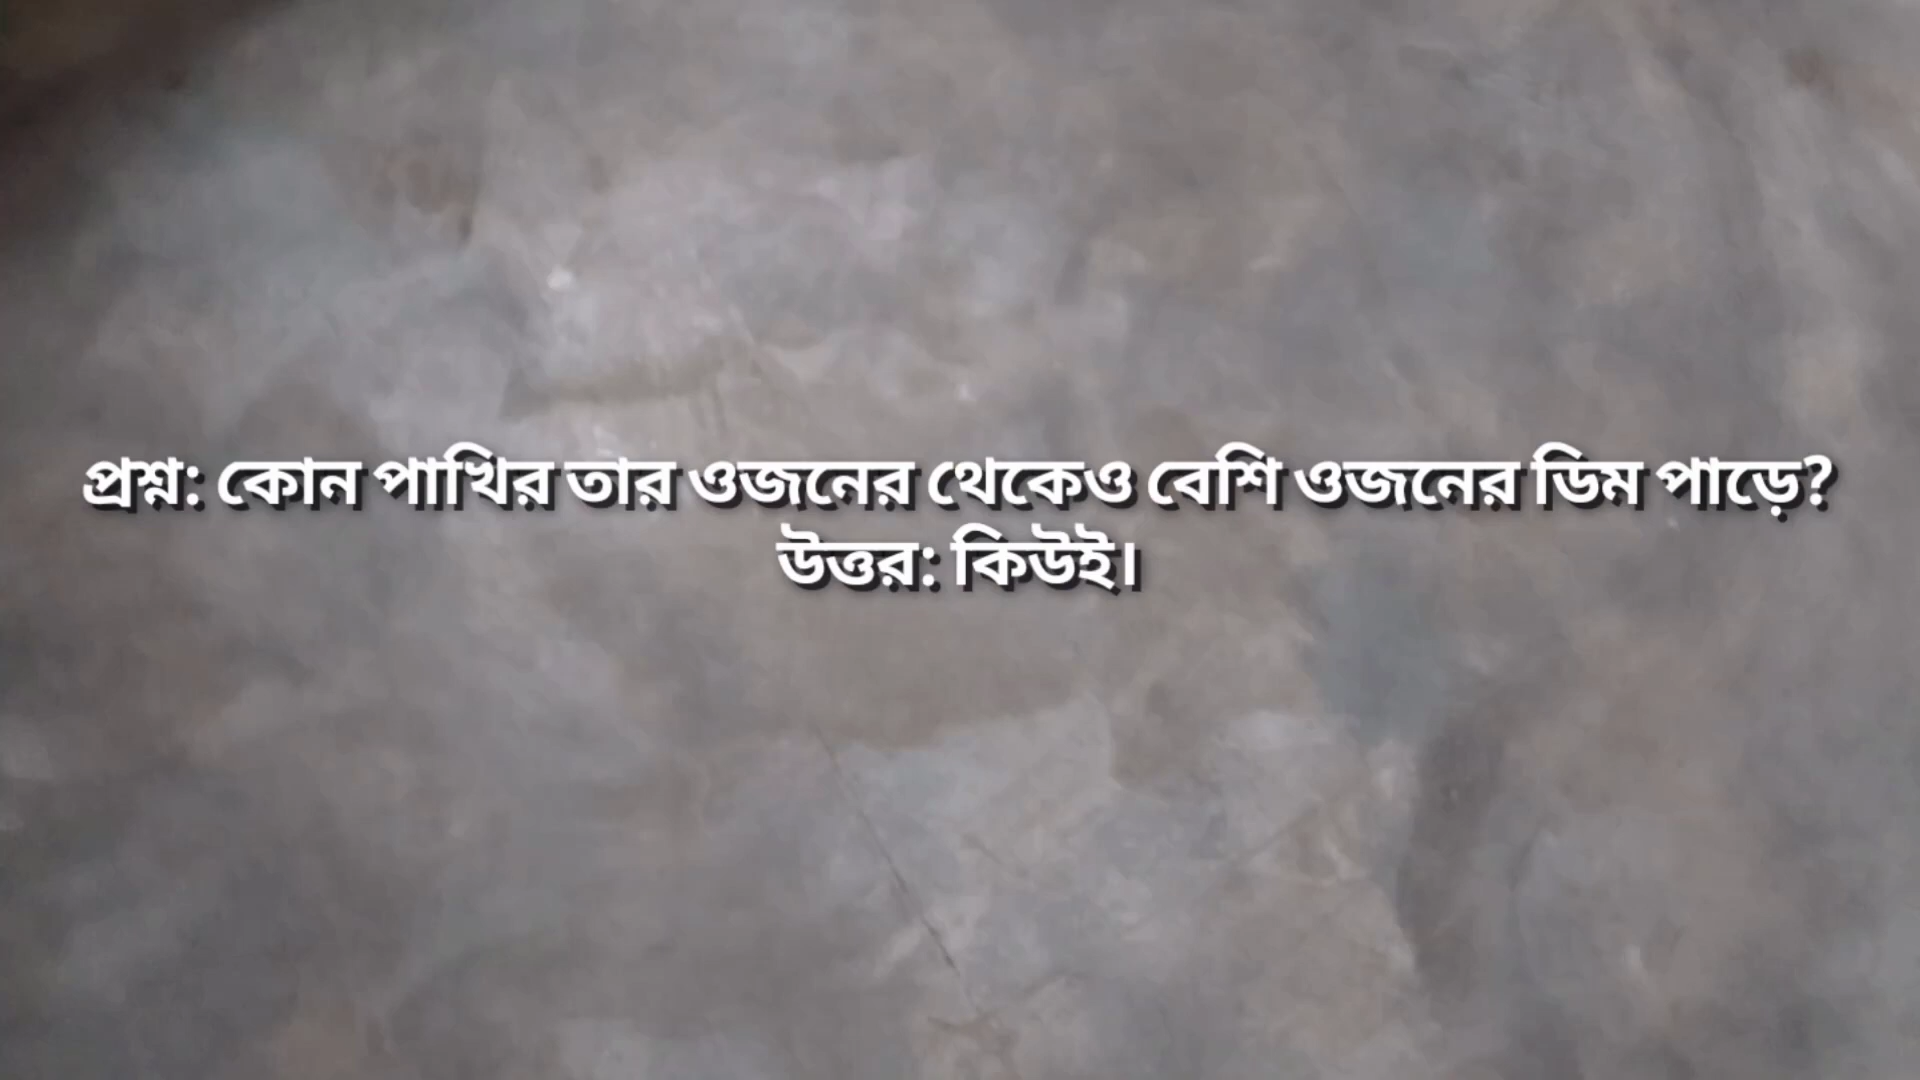 প্রশ্ন: কোন পাখির তার ওজনের থেকেও বেশি ওজনের ডিম পাড়ে?
উত্তর: কিউই।